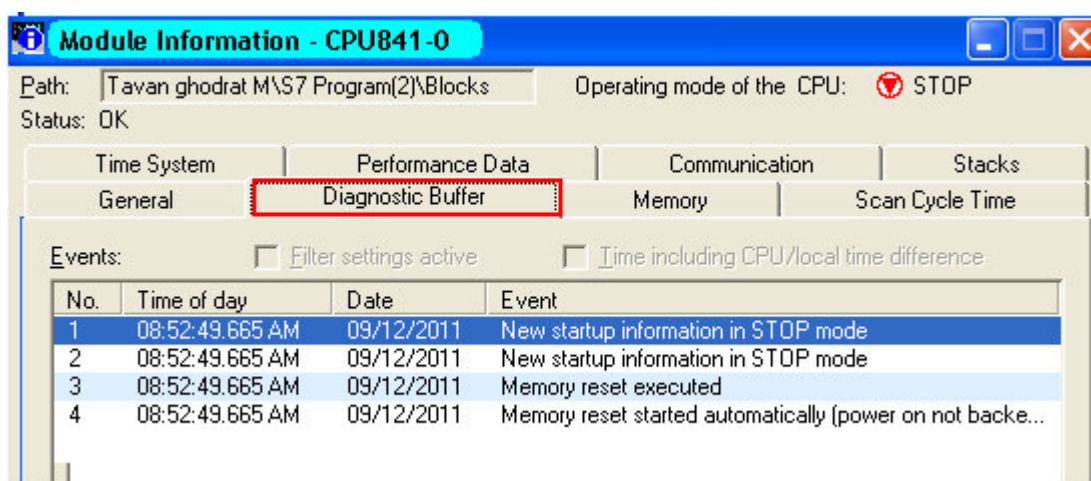 Module Information - CPU841-0
Path: Tavan ghodrat M\S7 Program(2)\Blocks Operating mode of the CPU: STOP
Status: OK
Time System Performance Data Communication Stacks
General Diagnostic Buffer Memory Scan Cycle Time
Events: Filter settings active Time including CPU/local time difference
No. Time of day Date Event
1 08:52:49.665 AM 09/12/2011 New startup information in STOP mode
2 08:52:49.665 AM 09/12/2011 New startup information in STOP mode
3 08:52:49.665 AM 09/12/2011 Memory reset executed
4 08:52:49.665 AM 09/12/2011 Memory reset started automatically (power on not backe...